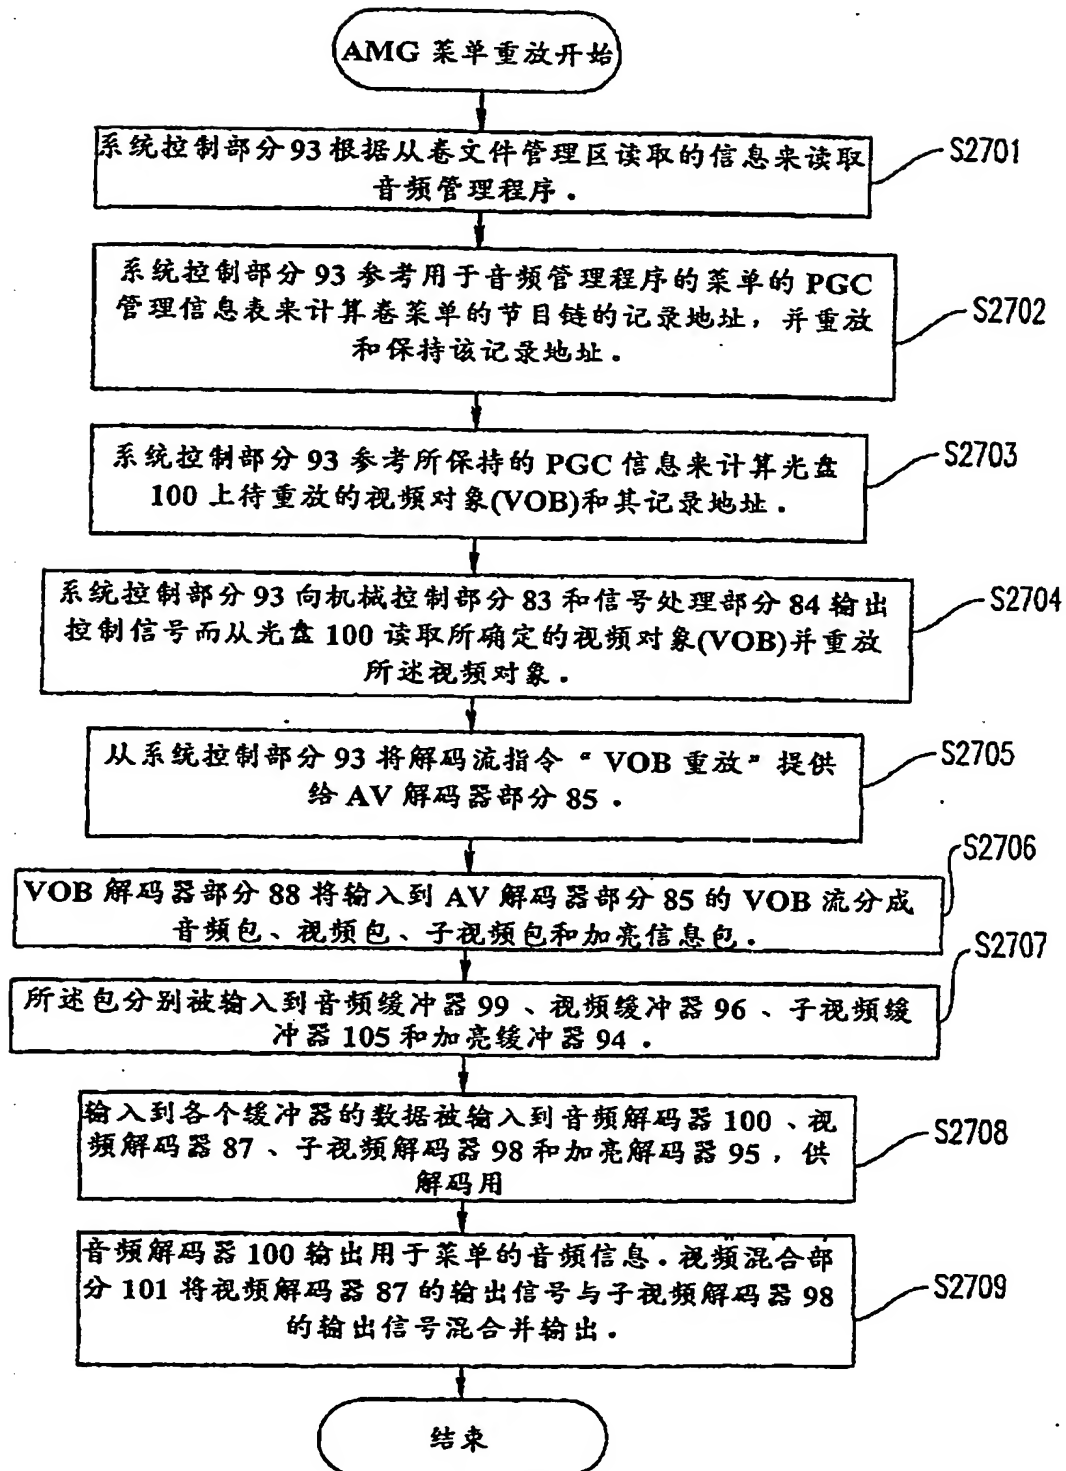 AMG 菜单重放开始
系统控制部分 93 根据从卷文件管理区读取的信息来读取
音频管理程序.
S2701
系统控制部分 93 参考用于音频管理程序的菜单的 PGC
管理信息表来计算卷菜单的节目链的记录地址, 并重放
和保持该记录地址.
S2702
系统控制部分 93 参考所保持的 PGC 信息来计算光盘
100 上待重放的视频对象(VOB)和其记录地址.
S2703
系统控制部分 93 向机械控制部分 83 和信号处理部分 84 输出
控制信号而从光盘 100 读取所确定的视频对象(VOB)并重放
所述视频对象.
S2704
从系统控制部分 93 将解码流指令“VOB 重放”提供
给 AV 解码器部分 85.
S2705
VOB 解码器部分 88 将输入到 AV 解码器部分 85 的 VOB 流分成
音频包、视频包、子视频包和加亮信息包.
S2706
所述包分别被输入到音频缓冲器 99、视频缓冲器 96、子视频缓
冲器 105 和加亮缓冲器 94.
S2707
输入到各个缓冲器的数据被输入到音频解码器 100、视
频解码器 87、子视频解码器 98 和加亮解码器 95, 供
解码用
S2708
音频解码器 100 输出用于菜单的音频信息.视频混合部
分 101 将视频解码器 87 的输出信号与子视频解码器 98
的输出信号混合并输出.
S2709
结束